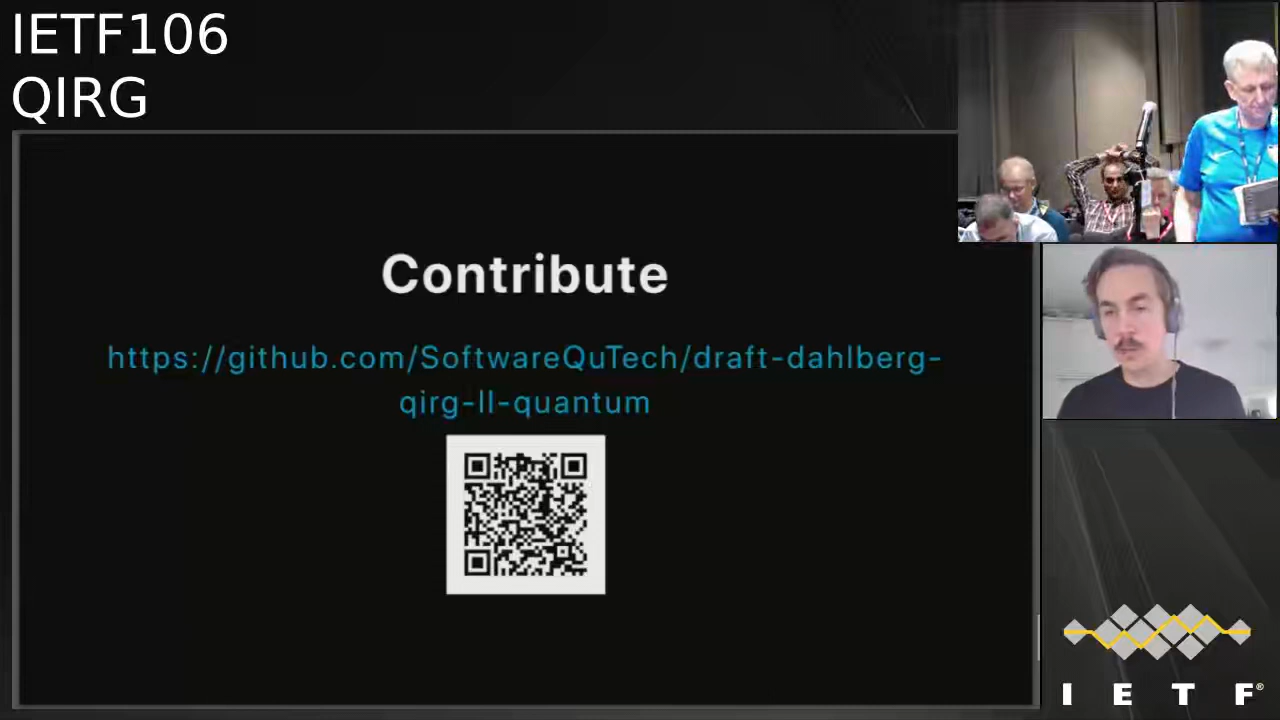 IETF106
QIRG
Contribute
https://github.com/SoftwareQuTech/draft-dahlberg-
qirg-ll-quantum
I E T F®